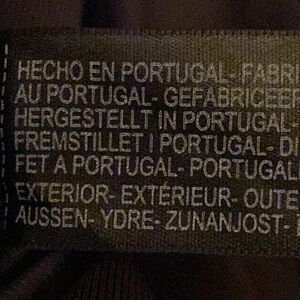 HECHO EN PORTUGAL- FABRI
AU PORTUGAL- GEFABRICEER
HERGESTELLT IN PORTUGAL-
FREMSTILLET I PORTUGAL- DI
FET A PORTUGAL- PORTUGAL
EXTERIOR- EXTÉRIEUR- OUTE
AUSSEN- YDRE- ZUNANJOST-